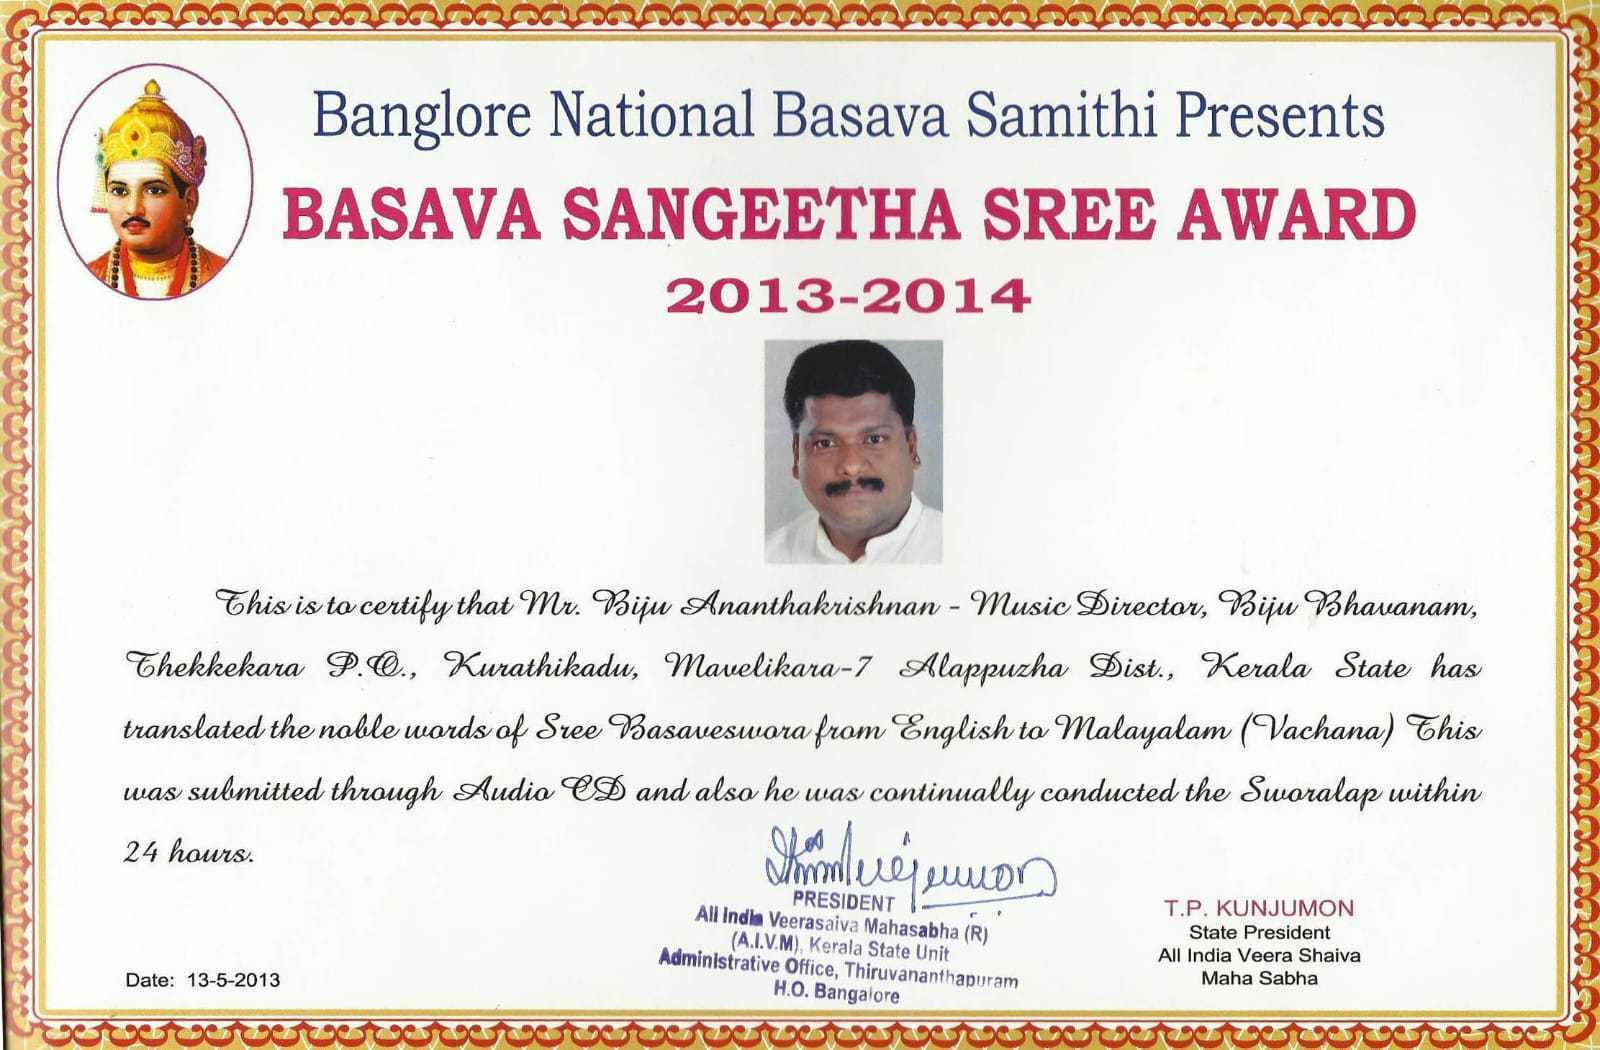 Banglore National Basava Samithi Presents
BASAVA SANGEETHA SREE AWARD
2013-2014
This is to certify that Mr. Biju Ananthakrishnan - Music Director, Biju Bhavanam,
Thekkekara P.O., Kurathikadu, Mavelikara-7 Alappuzha Dist., Kerala State has
translated the noble words of Sree Basaveswora from English to Malayalam (Vachana) This
was submitted through Audio CD and also he was continually conducted the Sworalap within
24 hours.
PRESIDENT
All India Veerasaiva Mahasabha (R)
(A.I.V.M), Kerala State Unit
Administrative Office, Thiruvananthapuram
H.O. Bangalore
T.P. KUNJUMON
State President
All India Veera Shaiva
Maha Sabha
Date: 13-5-2013